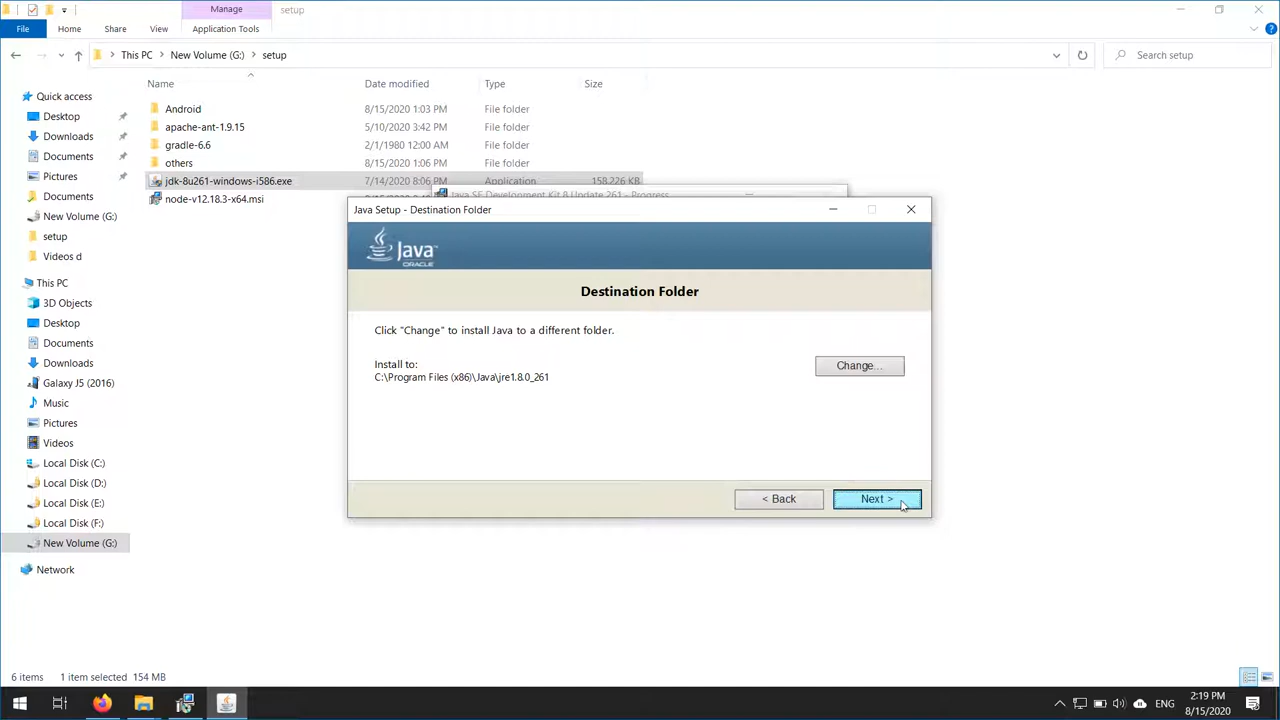 Manage
setup
File
Home
Share
View
Application Tools
This PC
New Volume (G:)
setup
Search setup
Name
Date modified
Type
Size
Quick access
Desktop
Downloads
Documents
Pictures
Documents
New Volume (G:)
setup
Videos d
This PC
3D Objects
Desktop
Documents
Downloads
Galaxy J5 (2016)
Music
Pictures
Videos
Local Disk (C:)
Local Disk (D:)
Local Disk (E:)
Local Disk (F:)
New Volume (G:)
Network
Android 8/15/2020 1:03 PM File folder
apache-ant-1.9.15 5/10/2020 3:42 PM File folder
gradle-6.6 2/1/1980 12:00 AM File folder
others 8/15/2020 1:06 PM File folder
jdk-8u261-windows-i586.exe 7/14/2020 8:06 PM Application 158,226 KB
node-v12.18.3-x64.msi
Java SE Development Kit 8 Update 261 - Progress
Java Setup - Destination Folder
Java
ORACLE
Destination Folder
Click "Change" to install Java to a different folder.
Install to:
C:\Program Files (x86)\Java\jre1.8.0_261
Change...
< Back
Next >
6 items
1 item selected 154 MB
ENG
2:19 PM
8/15/2020